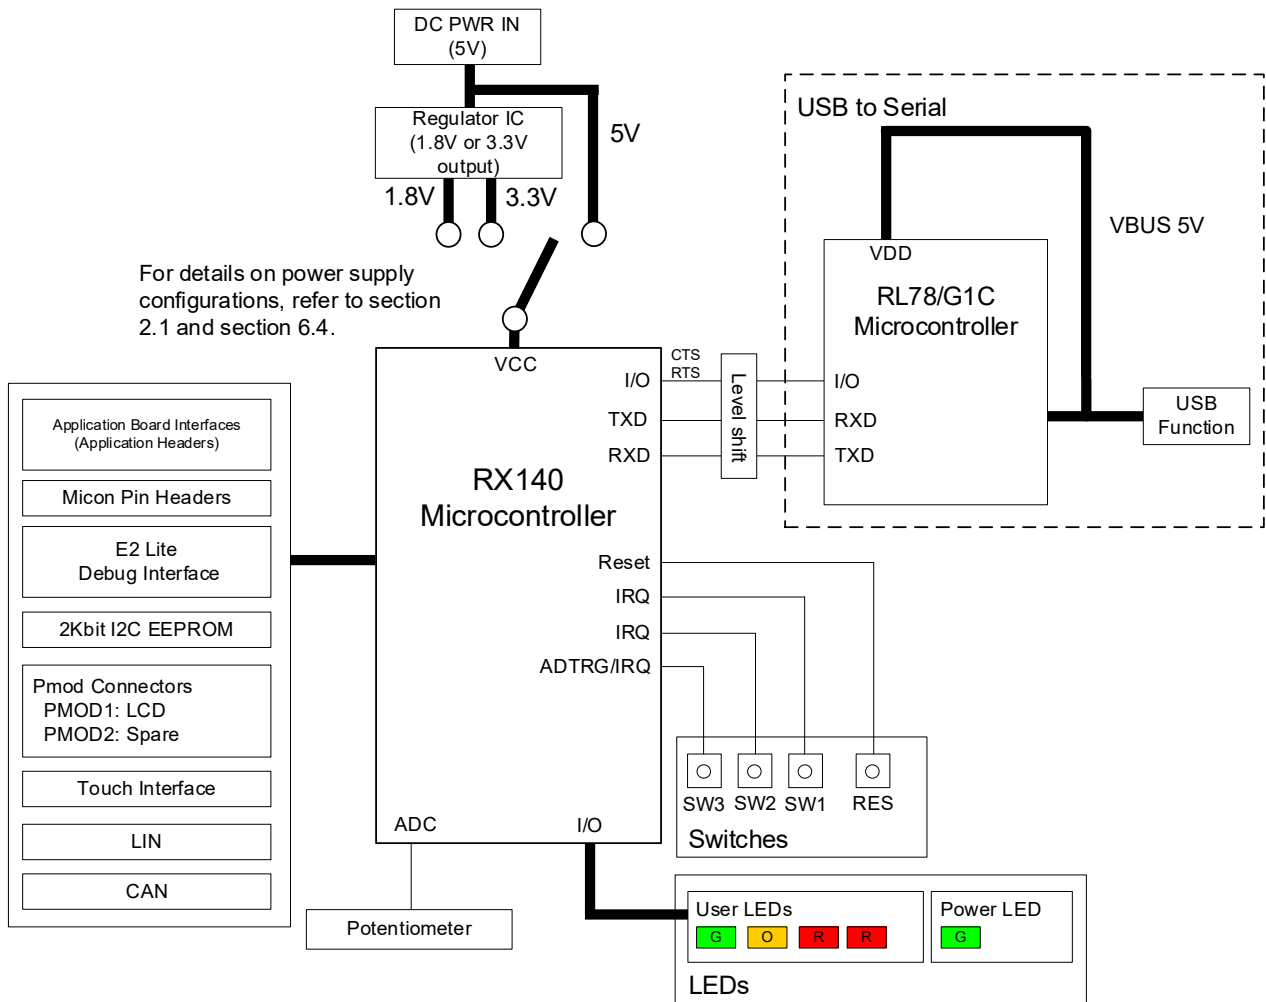 DC PWR IN
(5V)
Regulator IC
(1.8V or 3.3V
output)
5V
1.8V
3.3V
For details on power supply
configurations, refer to section
2.1 and section 6.4.
USB to Serial
VBUS 5V
VDD
RL78/G1C
Microcontroller
I/O
RXD
TXD
USB
Function
Level shift
CTS
RTS
VCC
I/O
TXD
RXD
RX140
Microcontroller
Reset
IRQ
IRQ
ADTRG/IRQ
ADC
I/O
Application Board Interfaces
(Application Headers)
Micon Pin Headers
E2 Lite
Debug Interface
2Kbit I2C EEPROM
Pmod Connectors
PMOD1: LCD
PMOD2: Spare
Touch Interface
LIN
CAN
Potentiometer
SW3 SW2 SW1 RES
Switches
User LEDs
G O R R
Power LED
G
LEDs